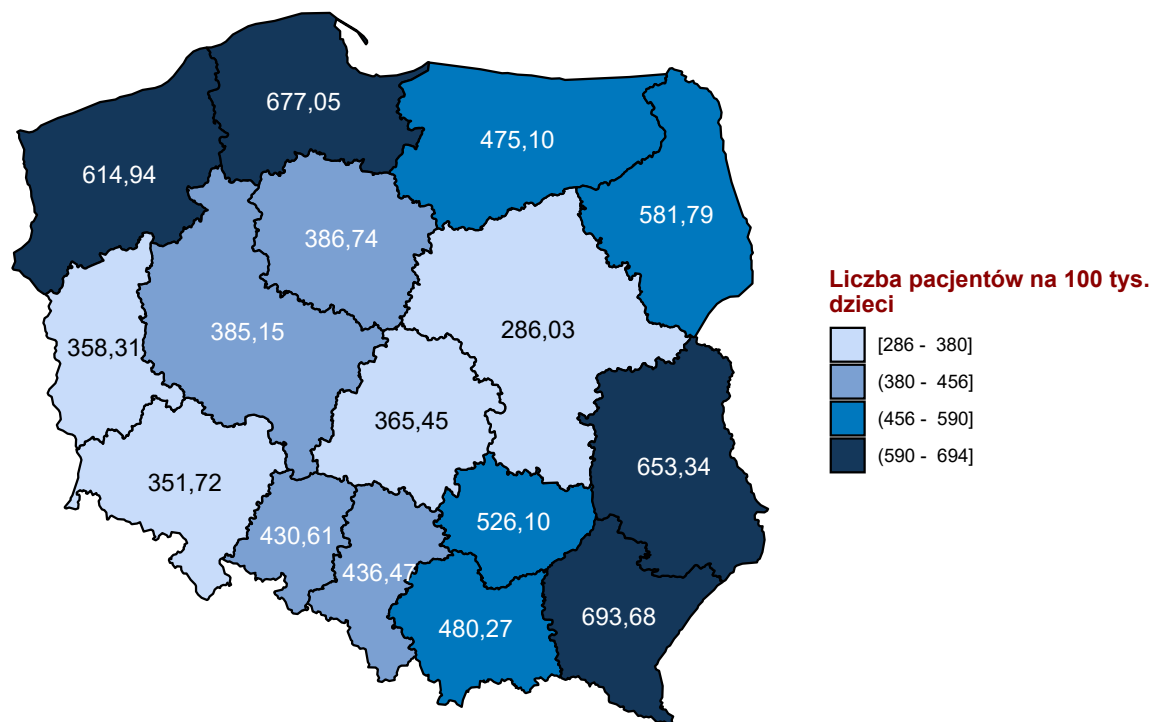 677,05
475,10
614,94
581,79
386,74
385,15
286,03
358,31
365,45
351,72
653,34
526,10
430,61
436,47
480,27
693,68
Liczba pacjentów na 100 tys.
dzieci
[286 - 380]
(380 - 456]
(456 - 590]
(590 - 694]